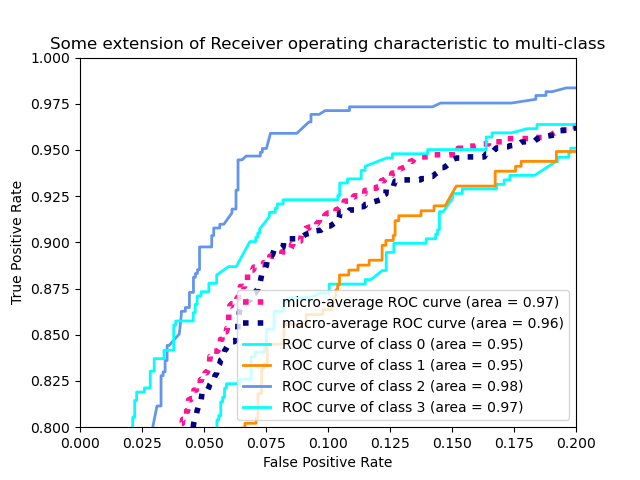 Some extension of Receiver operating characteristic to multi-class
True Positive Rate
1.000
0.975
0.950
0.925
0.900
0.875
0.850
0.825
0.800
micro-average ROC curve (area = 0.97)
macro-average ROC curve (area = 0.96)
ROC curve of class 0 (area = 0.95)
ROC curve of class 1 (area = 0.95)
ROC curve of class 2 (area = 0.98)
ROC curve of class 3 (area = 0.97)
0.000 0.025 0.050 0.075 0.100 0.125 0.150 0.175 0.200
False Positive Rate